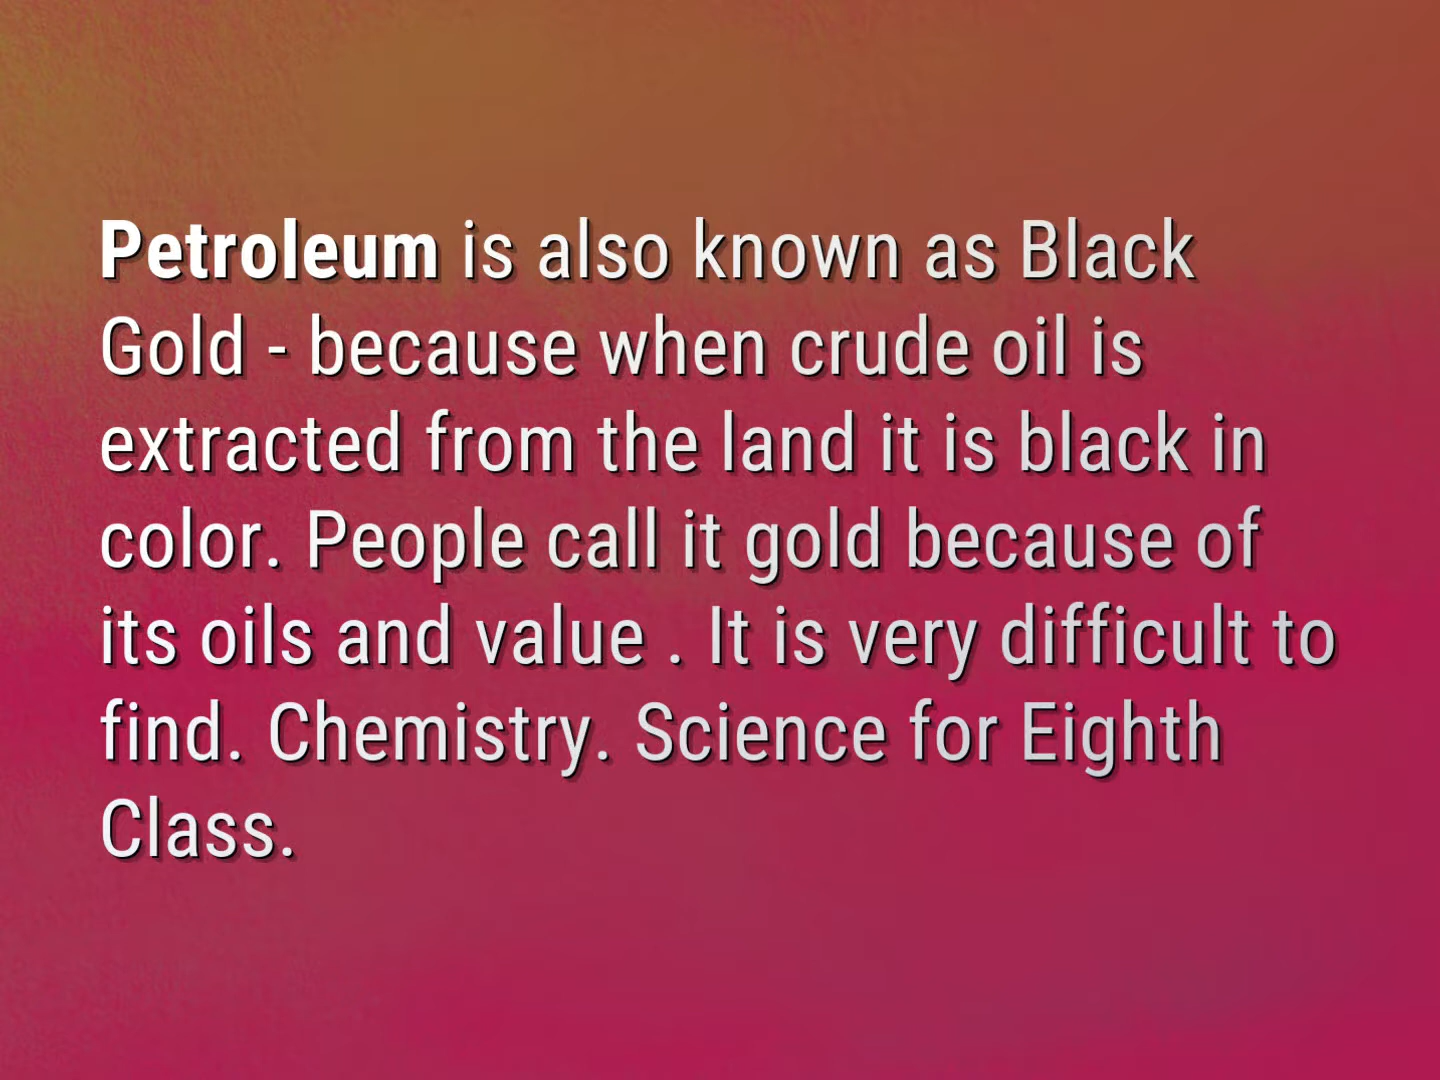 Petroleum is also known as Black
Gold - because when crude oil is
extracted from the land it is black in
color. People call it gold because of
its oils and value . It is very difficult to
find. Chemistry. Science for Eighth
Class.